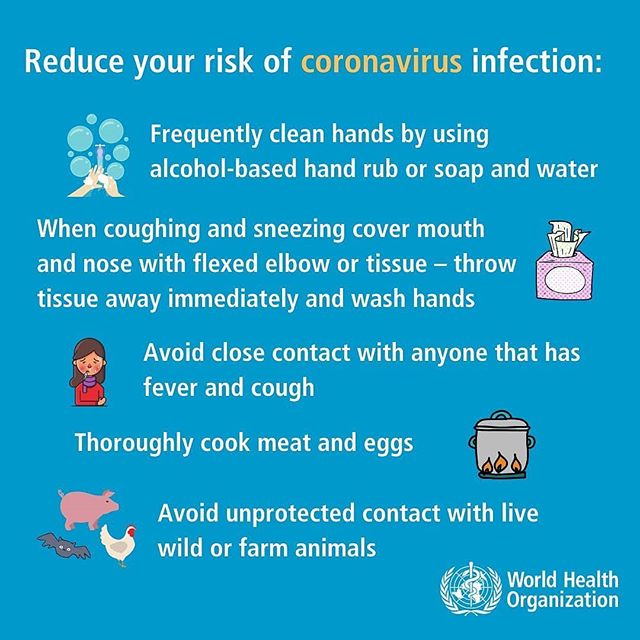 Reduce your risk of coronavirus infection:
Frequently clean hands by using
alcohol-based hand rub or soap and water
When coughing and sneezing cover mouth
and nose with flexed elbow or tissue – throw
tissue away immediately and wash hands
Avoid close contact with anyone that has
fever and cough
Thoroughly cook meat and eggs
Avoid unprotected contact with live
wild or farm animals
World Health
Organization